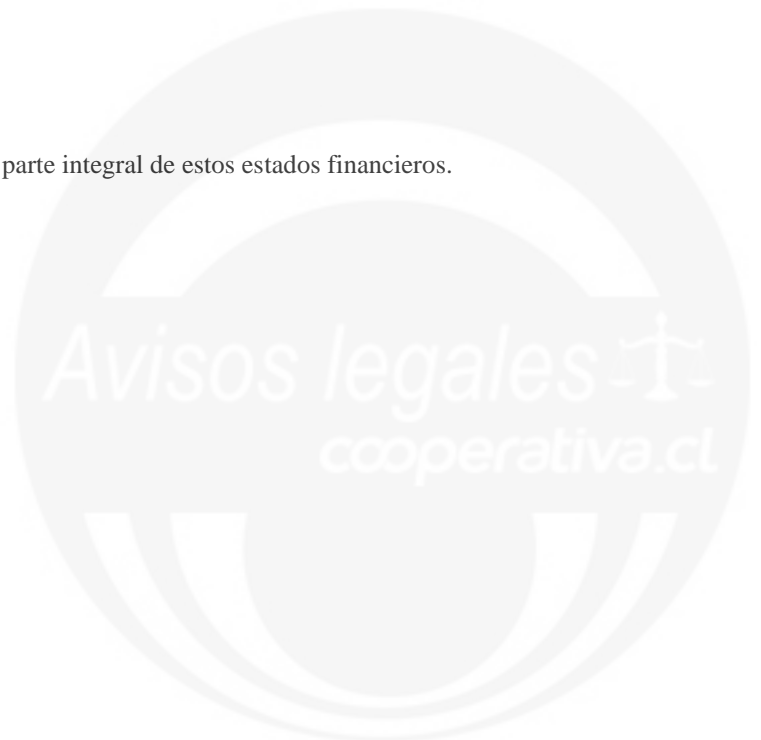 parte integral de estos estados financieros.
Avisos legales
cooperativa.cl